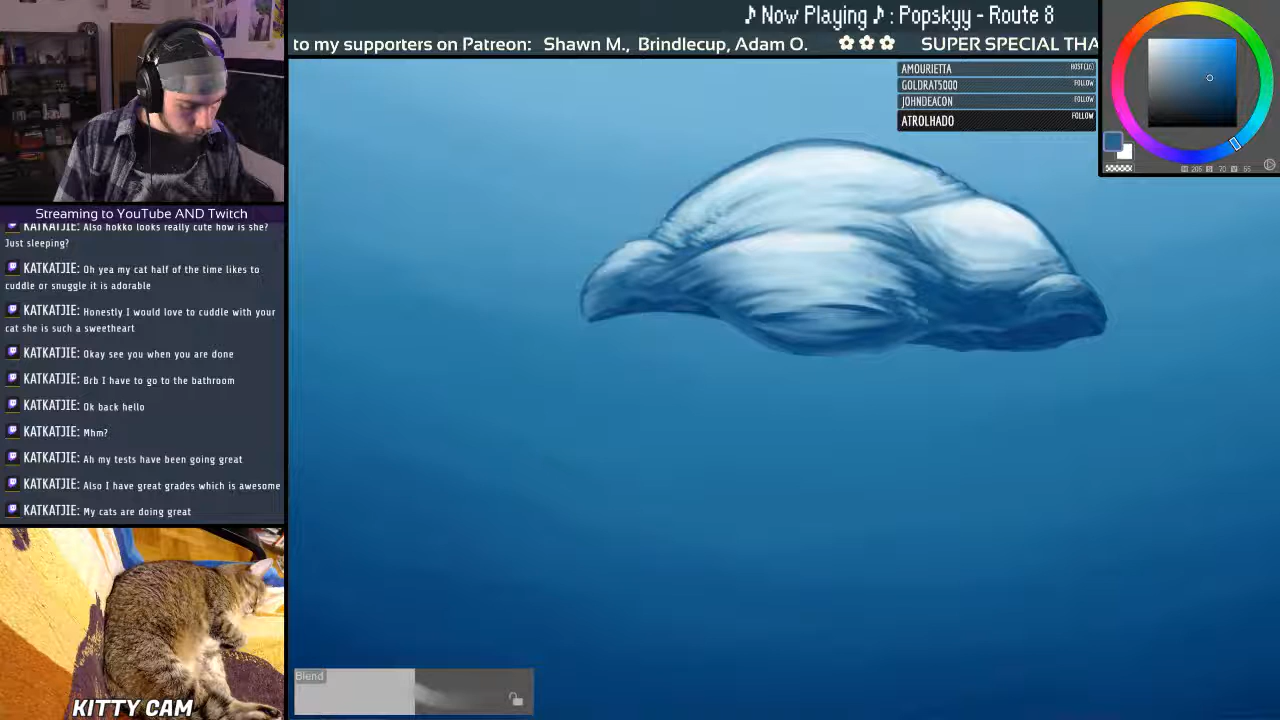 ♪ Now Playing ♪ : Popskyy - Route 8
to my supporters on Patreon: Shawn M., Brindlecup, Adam O. ✿ ✿ ✿ SUPER SPECIAL THA
AMOURIETTA HOST(16)
GOLDRAT5000 FOLLOW
JOHNDEACON FOLLOW
ATROLHADO FOLLOW
Streaming to YouTube AND Twitch
KATKATJIE: Also hokko looks really cute how is she?
Just sleeping?
KATKATJIE: Oh yea my cat half of the time likes to
cuddle or snuggle it is adorable
KATKATJIE: Honestly I would love to cuddle with your
cat she is such a sweetheart
KATKATJIE: Okay see you when you are done
KATKATJIE: Brb I have to go to the bathroom
KATKATJIE: Ok back hello
KATKATJIE: Mhm?
KATKATJIE: Ah my tests have been going great
KATKATJIE: Also I have great grades which is awesome
KATKATJIE: My cats are doing great
KITTY CAM
Blend